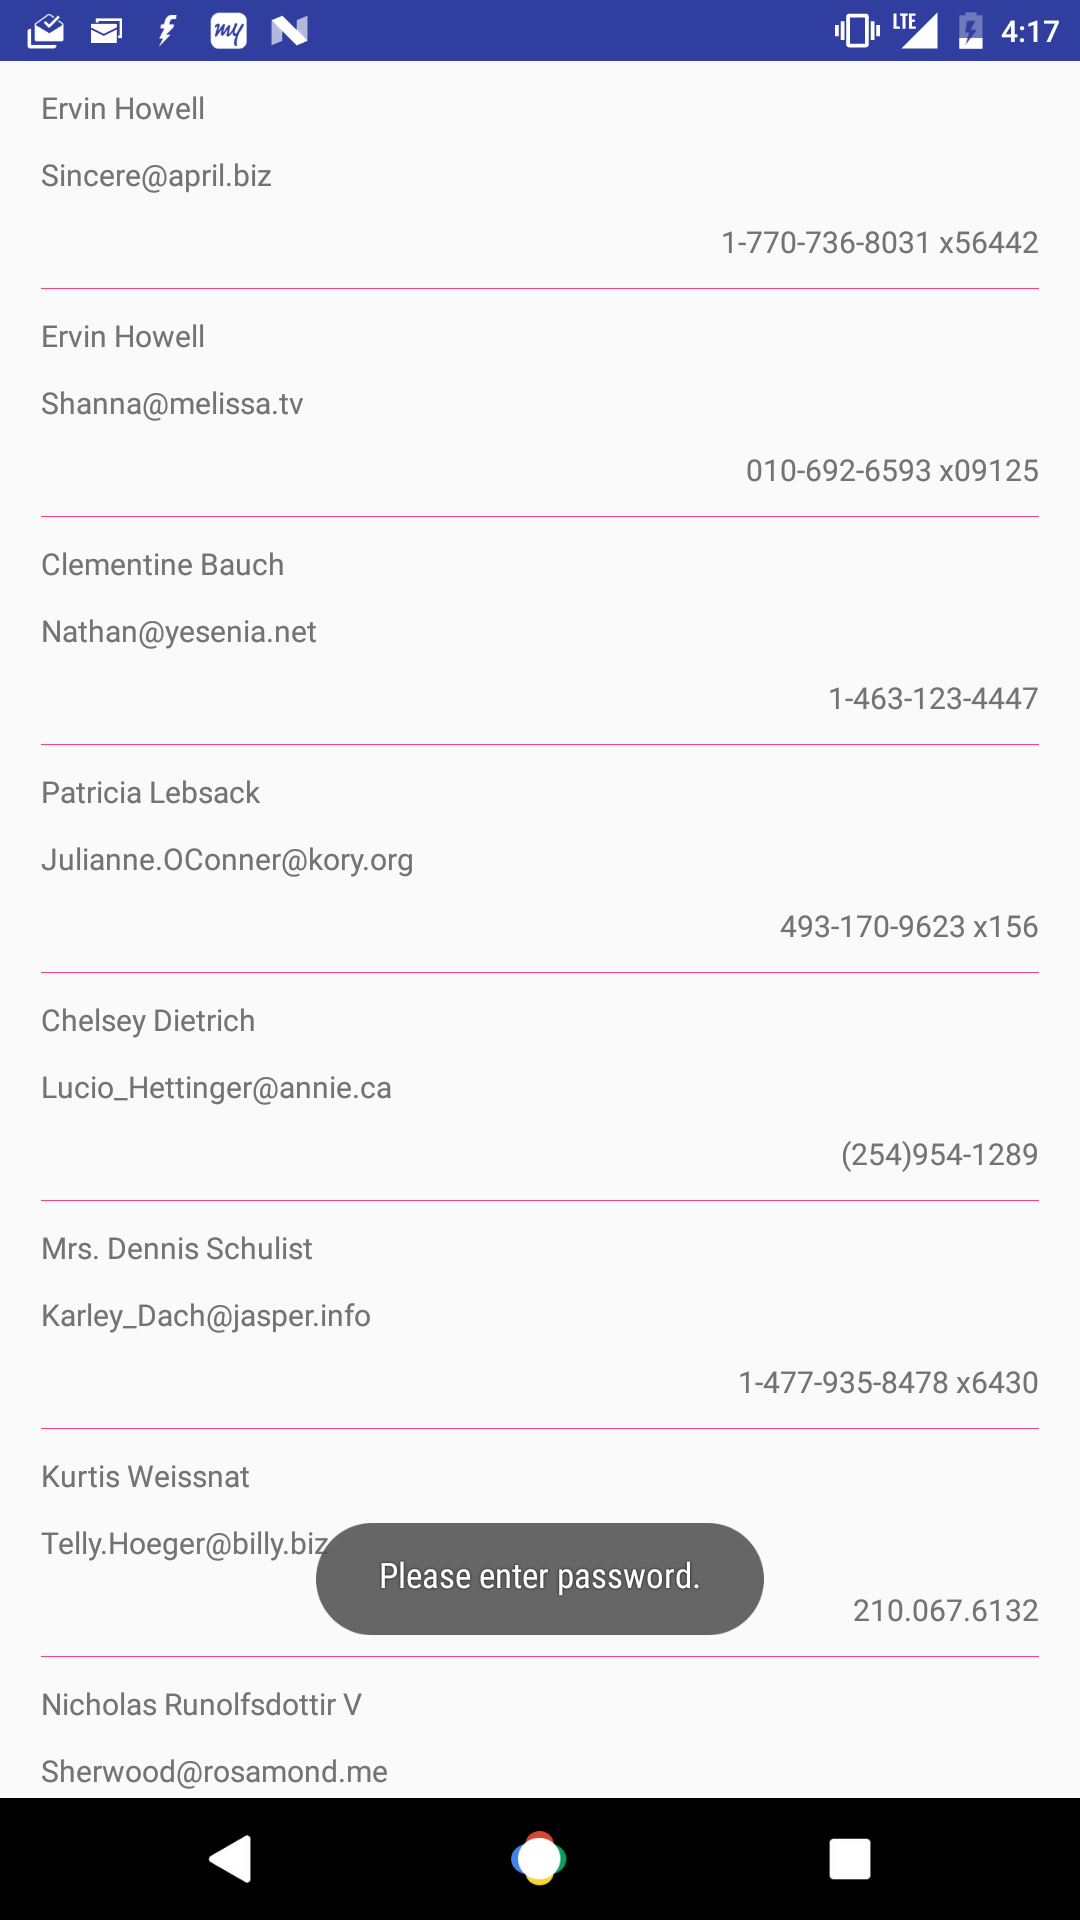 my LTE 4:17
Ervin Howell
Sincere@april.biz
1-770-736-8031 x56442
Ervin Howell
Shanna@melissa.tv
010-692-6593 x09125
Clementine Bauch
Nathan@yesenia.net
1-463-123-4447
Patricia Lebsack
Julianne.OConner@kory.org
493-170-9623 x156
Chelsey Dietrich
Lucio_Hettinger@annie.ca
(254)954-1289
Mrs. Dennis Schulist
Karley_Dach@jasper.info
1-477-935-8478 x6430
Kurtis Weissnat
Telly.Hoeger@billy.biz
Please enter password.
210.067.6132
Nicholas Runolfsdottir V
Sherwood@rosamond.me